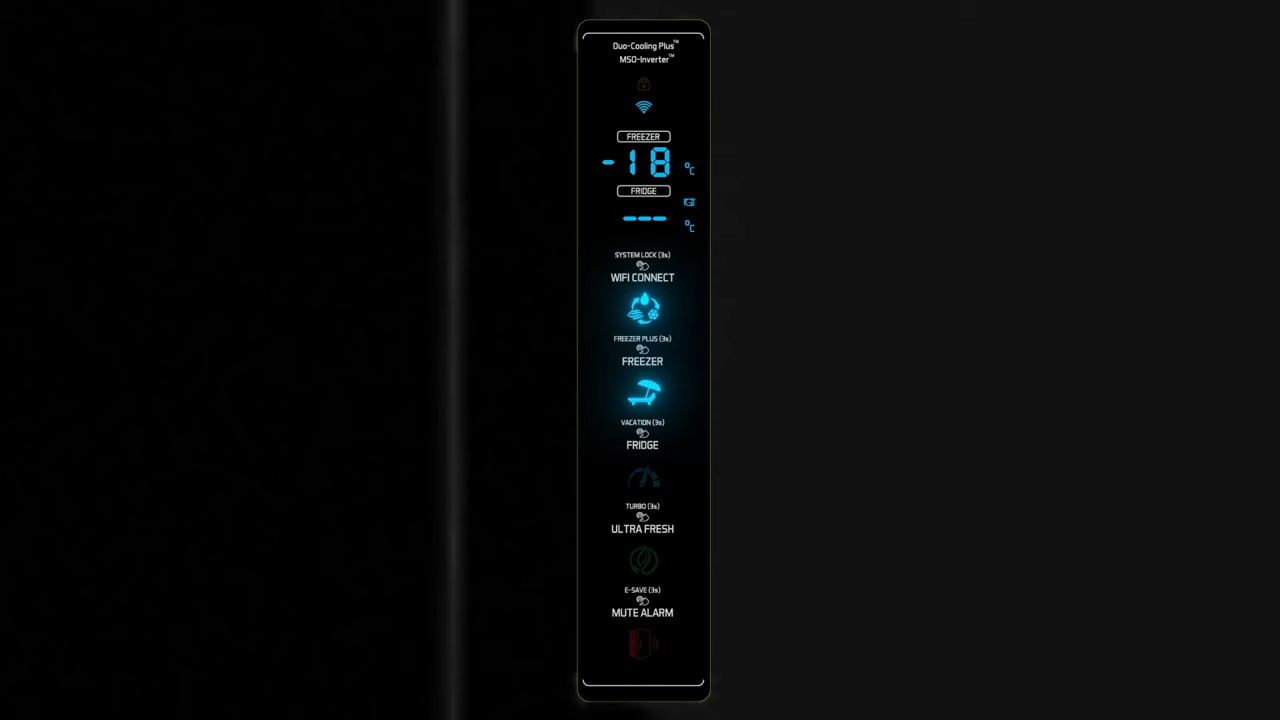 Duo-Cooling Plus™
MSO-Inverter™
FREEZER
-18 °C
FRIDGE
--- °C
SYSTEM LOCK (3s)
WIFI CONNECT
FREEZER PLUS (3s)
FREEZER
VACATION (3s)
FRIDGE
TURBO (3s)
ULTRA FRESH
E-SAVE (3s)
MUTE ALARM